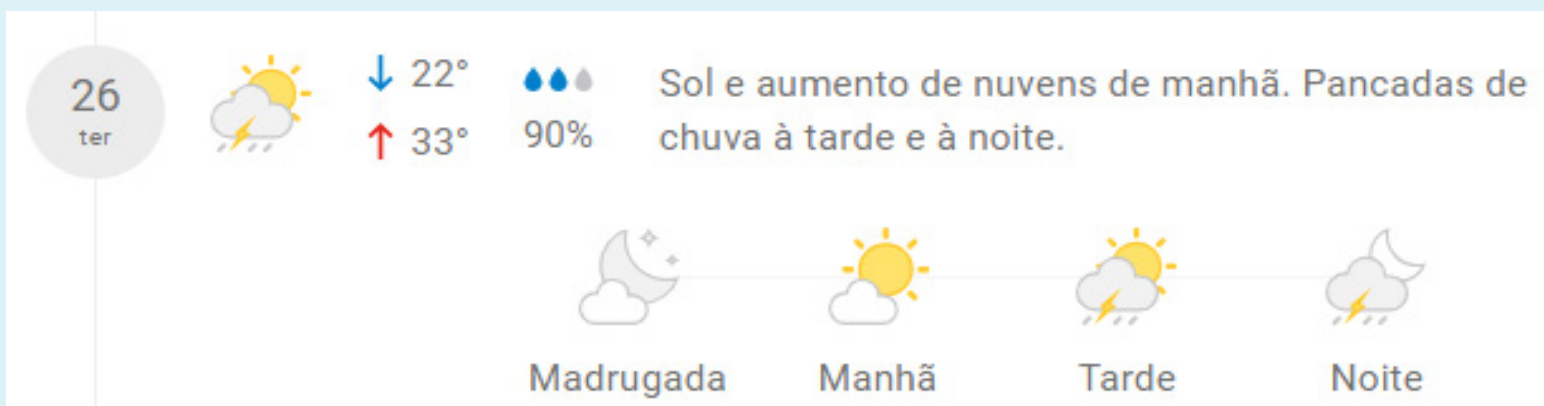 26
ter
22°
33°
90%
Sol e aumento de nuvens de manhã. Pancadas de
chuva à tarde e à noite.
Madrugada Manhã Tarde Noite